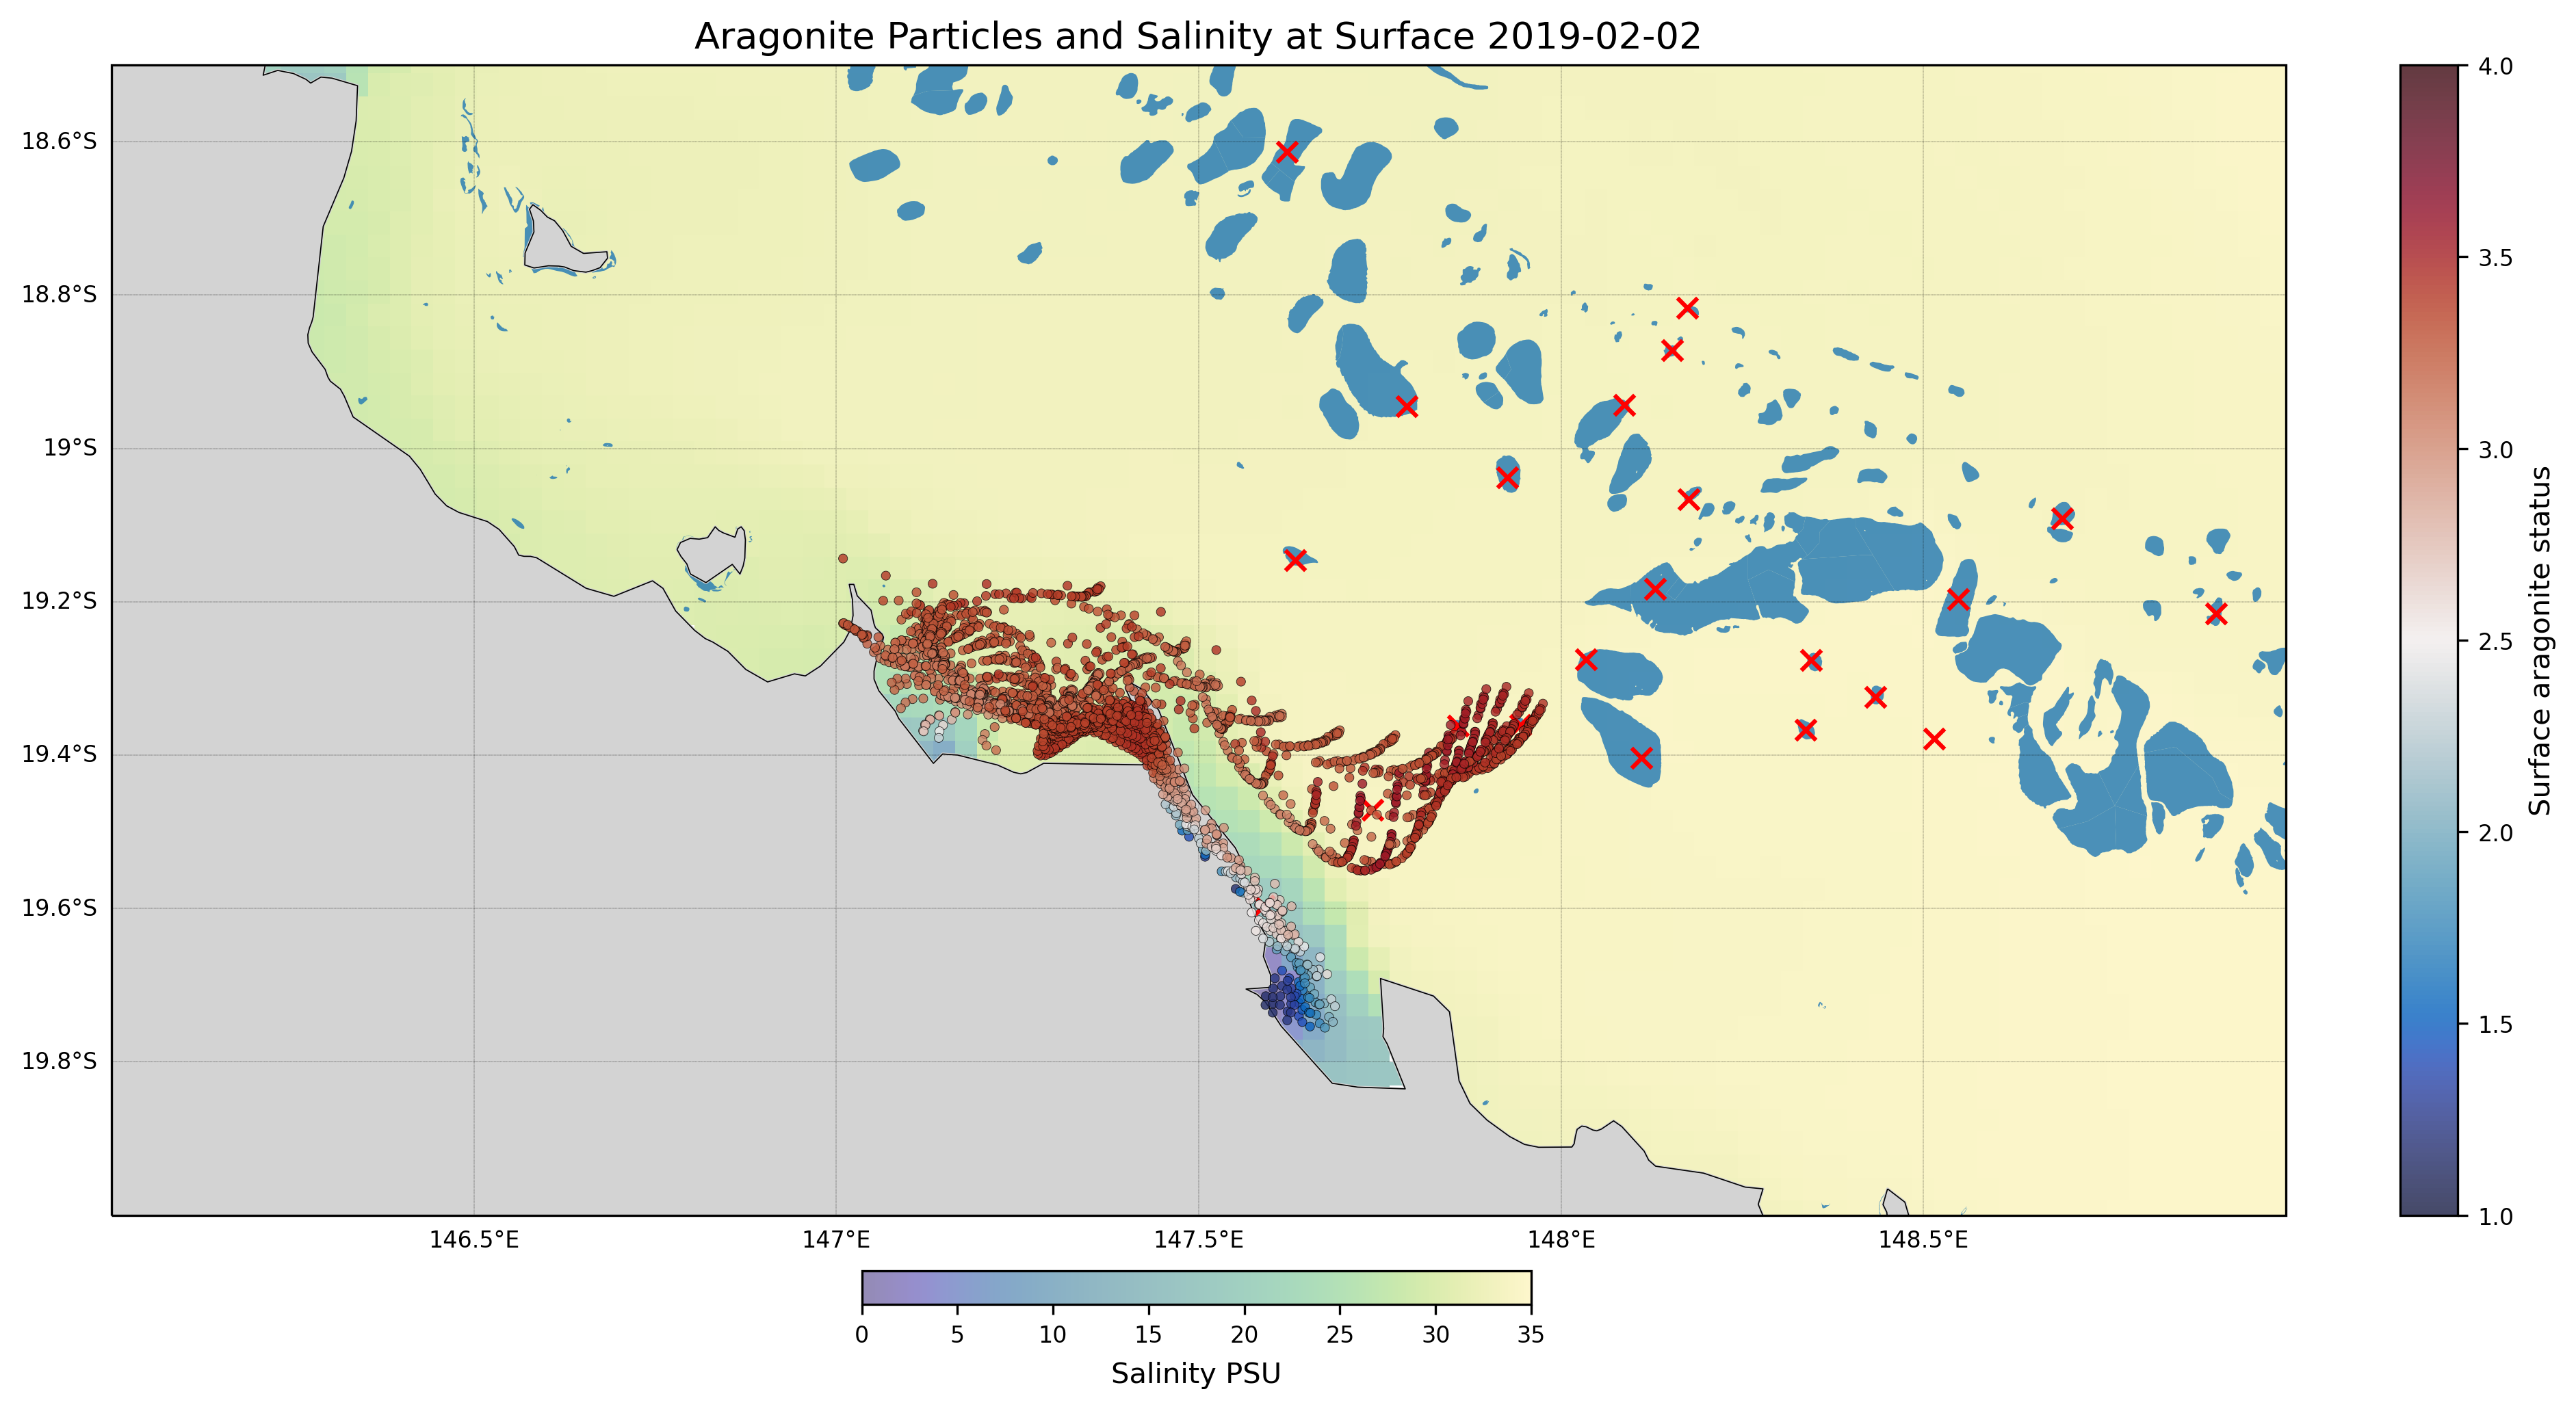 Aragonite Particles and Salinity at Surface 2019-02-02
18.6°S
18.8°S
19°S
19.2°S
19.4°S
19.6°S
19.8°S
146.5°E
147°E
147.5°E
148°E
148.5°E
0
5
10
15
20
25
30
35
Salinity PSU
4.0
3.5
3.0
2.5
2.0
1.5
1.0
Surface aragonite status